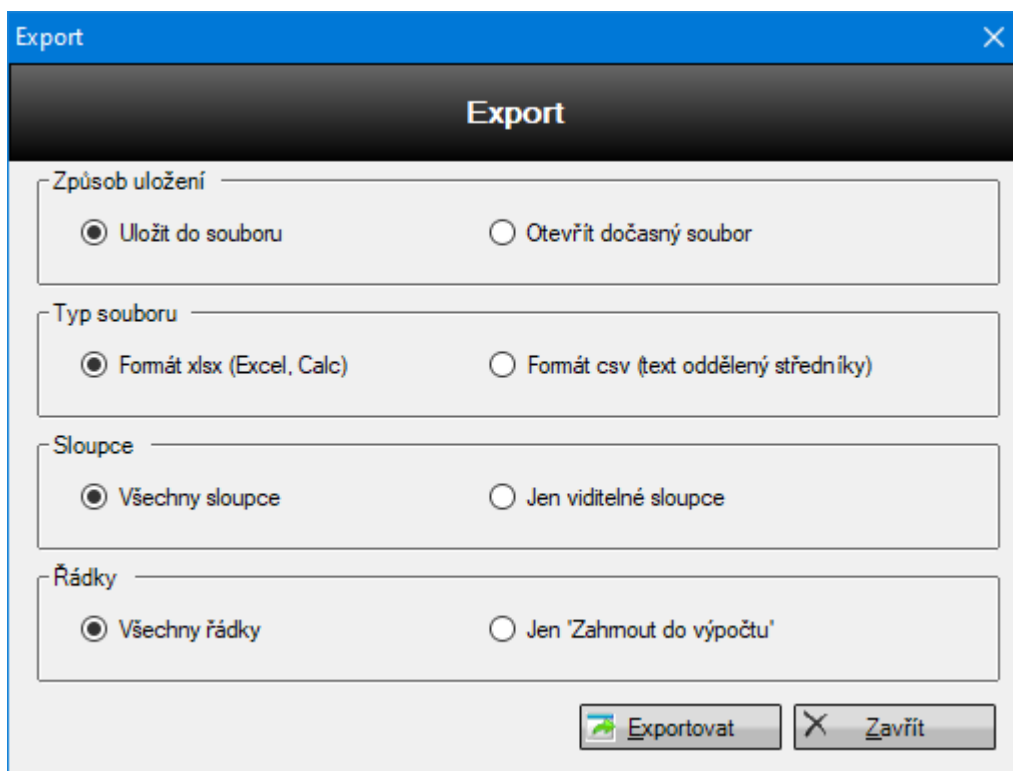 Export
Export
Způsob uložení
Uložit do souboru
Otevřít dočasný soubor
Typ souboru
Formát xlsx (Excel, Calc)
Formát csv (text oddělený středníky)
Sloupce
Všechny sloupce
Jen viditelné sloupce
Řádky
Všechny řádky
Jen 'Zahrnout do výpočtu'
Exportovat
Zavřít